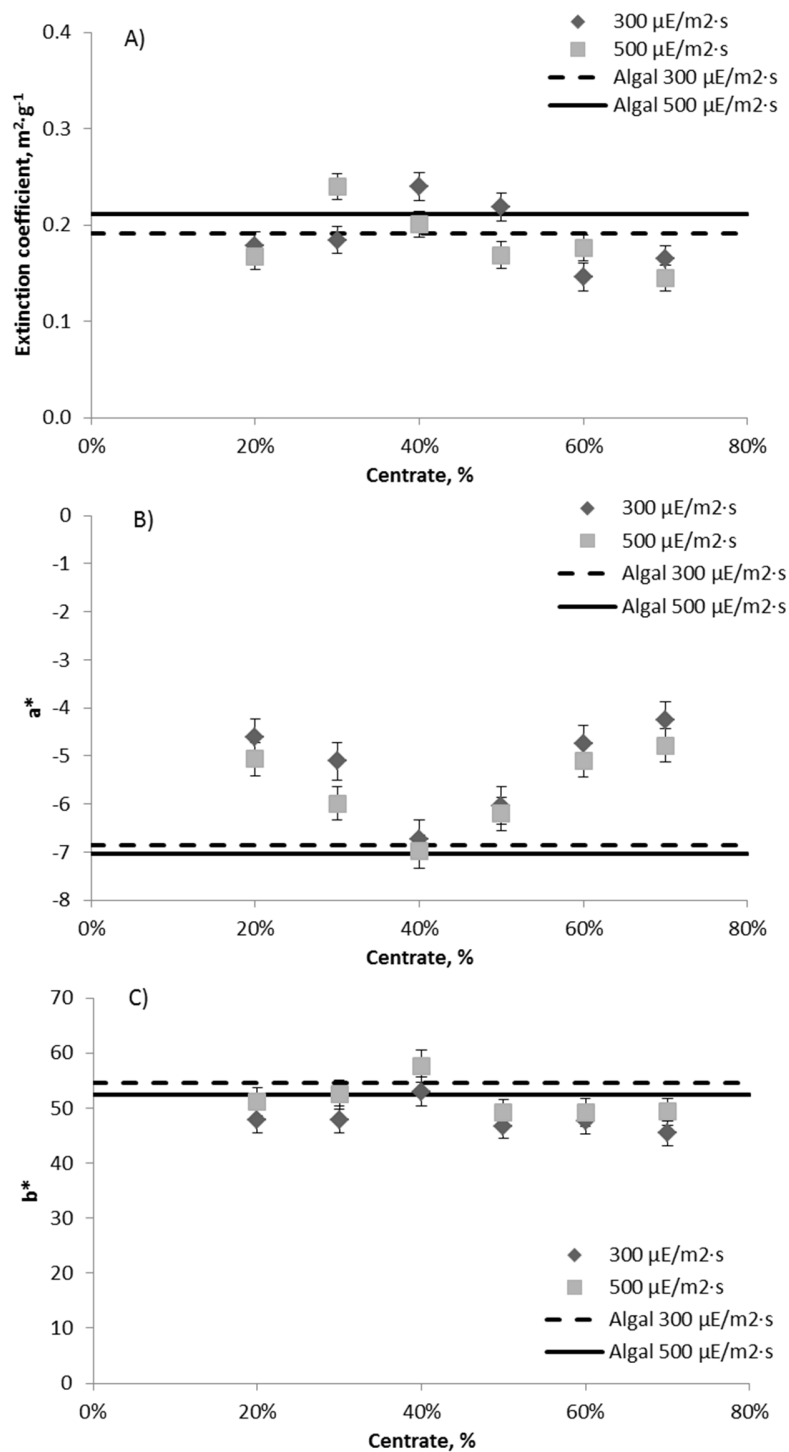 A)
300 µE/m2·s
500 µE/m2·s
Algal 300 µE/m2·s
Algal 500 µE/m2·s
Extinction coefficient, m²·g⁻¹
0.4
0.3
0.2
0.1
0.0
0% 20% 40% 60% 80%
Centrate, %
B)
300 µE/m2·s
500 µE/m2·s
Algal 300 µE/m2·s
Algal 500 µE/m2·s
a*
0
-1
-2
-3
-4
-5
-6
-7
-8
0% 20% 40% 60% 80%
Centrate, %
C)
b*
70
60
50
40
30
20
10
0
300 µE/m2·s
500 µE/m2·s
Algal 300 µE/m2·s
Algal 500 µE/m2·s
0% 20% 40% 60% 80%
Centrate, %